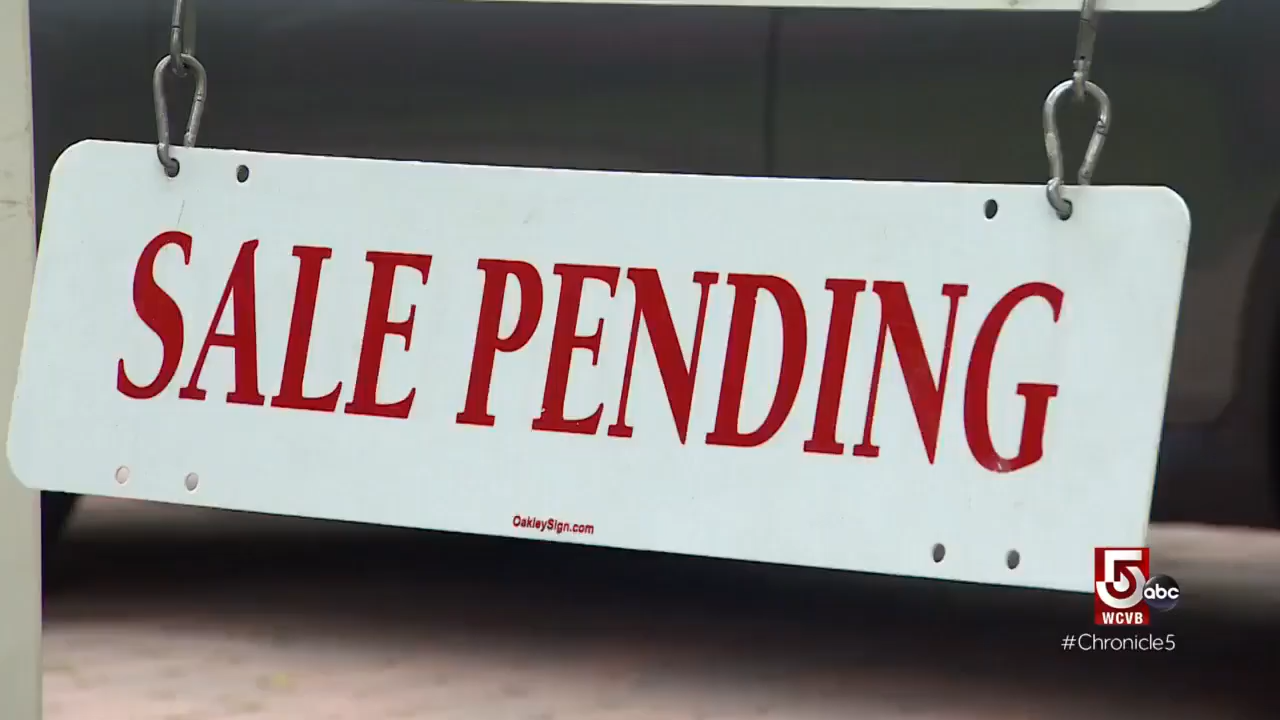 SALE PENDING
OakleySign.com
5 abc
WCVB
#Chronicle5